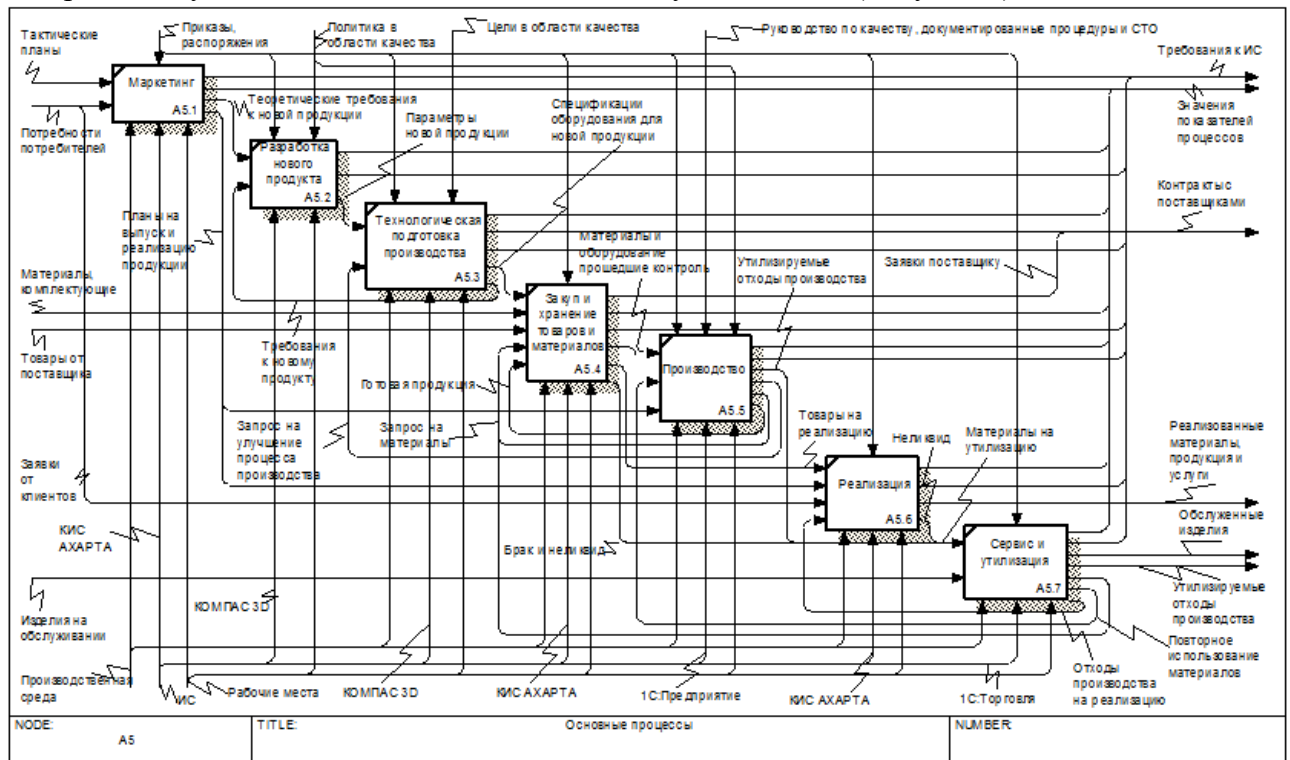 Тактические
планы
Приказы,
распоряжения
Политика в
области качества
Цели в области качества
Руководство по качеству, документированные процедуры и СТО
Требования к ИС
Маркетинг
A5.1
Потребности
потребителей
Теоретические требования
к новой продукции
Параметры
новой продукции
Спецификации
оборудования для
новой продукции
Значения
показателей
процессов
Разработка
нового
продукта
A5.2
Контракты с
поставщиками
Планы на
выпуск и
реализацию
продукции
Технологическая
подготовка
производства
A5.3
Материалы и
оборудование
прошедшие контроль
Утилизируемые
отходы производства
Заявки поставщику
Материалы,
комплектующие
Закуп и
хранение
товаров и
материалов
A5.4
Товары от
поставщика
Требования
к новому
продукту
Готовая продукция
Производство
A5.5
Запрос на
улучшение
процесса
производства
Запрос на
материалы
Товары на
реализацию
Неликвид
Материалы на
утилизацию
Реализованные
материалы,
продукция и
услуги
Заявки
от
клиентов
Реализация
A5.6
КИС
АХАРТА
Брак и неликвид
Сервис и
утилизация
A5.7
Обслуженные
изделия
Утилизируемые
отходы
производства
КОМПАС 3D
Изделия на
обслуживании
Повторное
использование
материалов
Производственная
среда
ИС
Рабочие места
КОМПАС 3D
КИС АХАРТА
1С:Предприятие
КИС АХАРТА
1С:Торговля
Отходы
производства
на реализацию
NODE:
A5
TITLE:
Основные процессы
NUMBER: